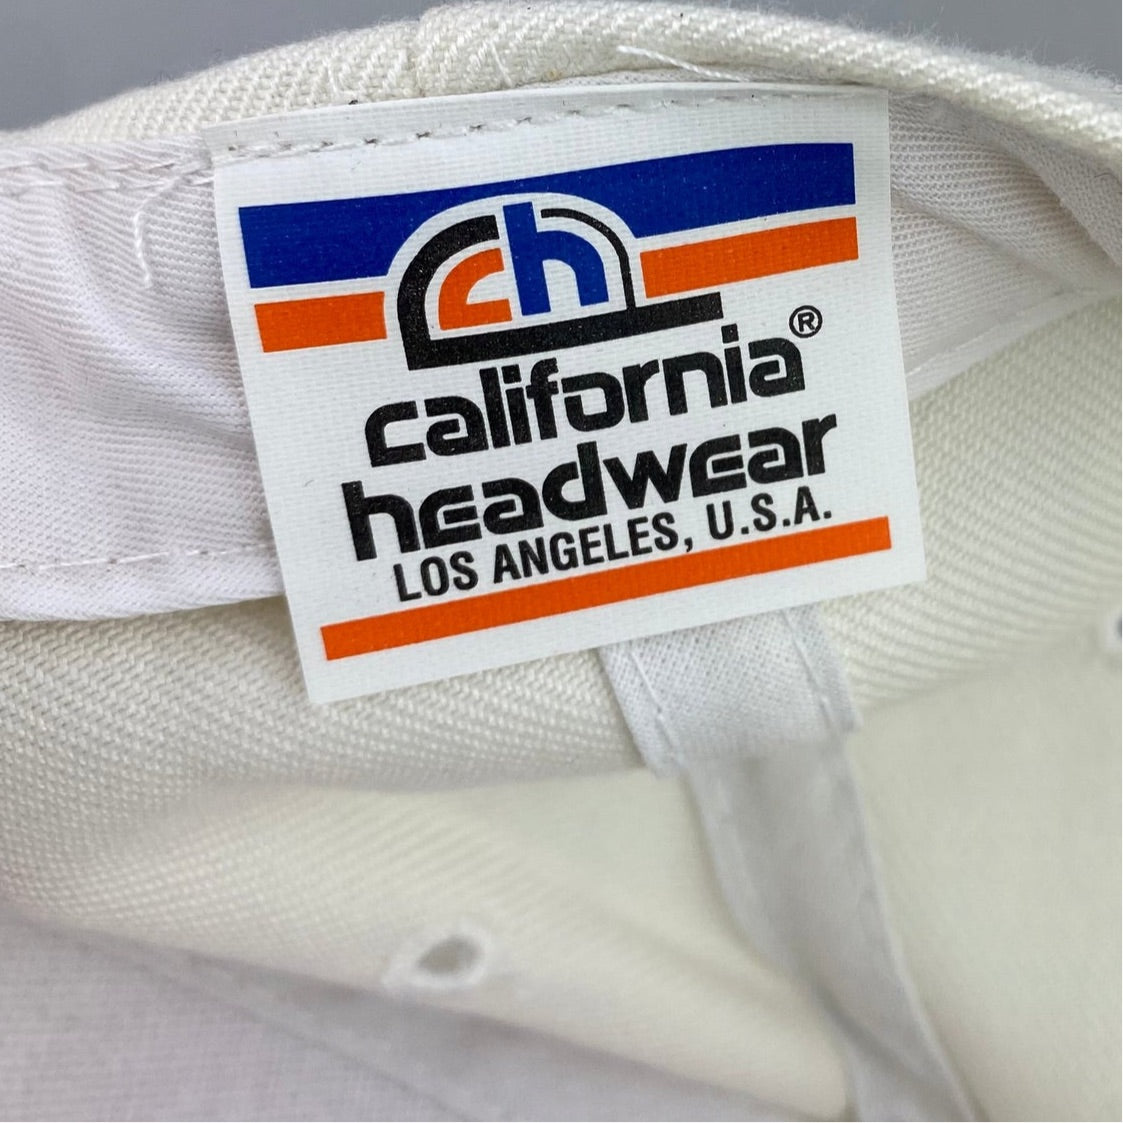 ch
california®
headwear
LOS ANGELES, U.S.A.